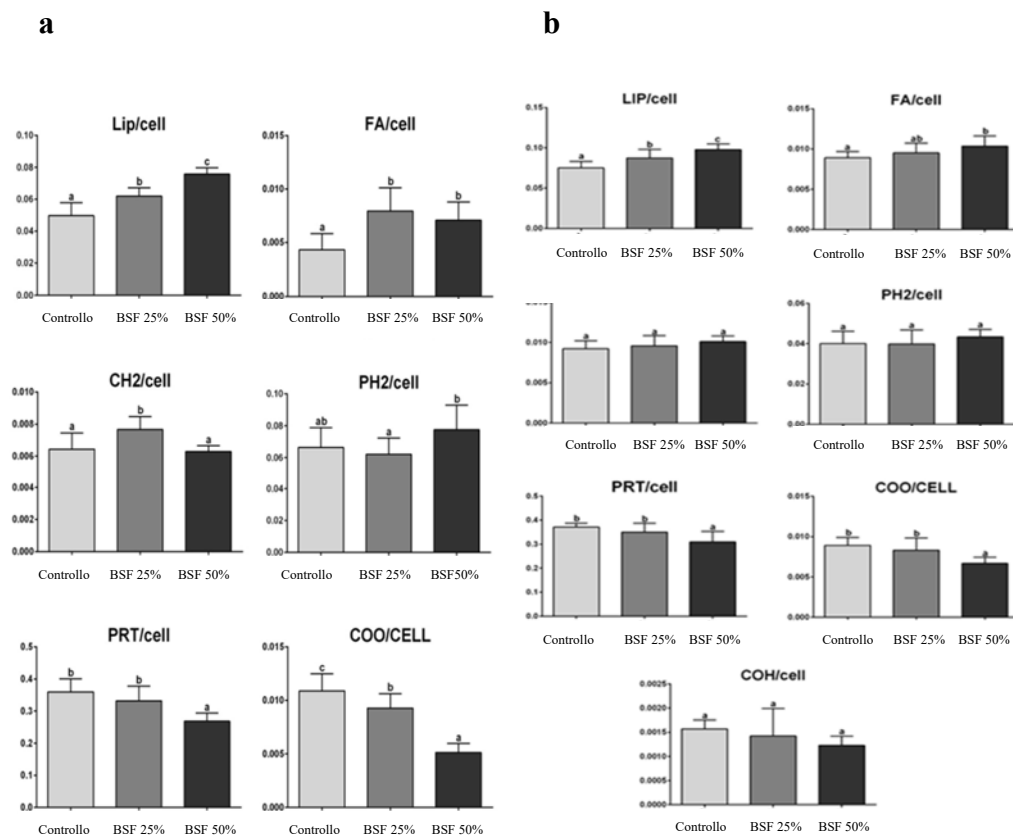 a
Lip/cell
0.10
0.08
0.06
0.04
0.02
0.00
a
b
c
Controllo BSF 25% BSF 50%
FA/cell
0.015
0.010
0.005
0.000
a
b
b
Controllo BSF 25% BSF 50%
CH2/cell
0.010
0.008
0.006
0.004
0.002
0.000
a
b
a
Controllo BSF 25% BSF 50%
PH2/cell
0.10
0.08
0.06
0.04
0.02
0.00
ab
a
b
Controllo BSF 25% BSF50%
PRT/cell
0.5
0.4
0.3
0.2
0.1
0.0
b
b
a
Controllo BSF 25% BSF 50%
COO/CELL
0.015
0.010
0.005
0.000
c
b
a
Controllo BSF 25% BSF 50%
b
LIP/cell
0.15
0.10
0.05
0.00
a
b
c
Controllo BSF 25% BSF 50%
FA/cell
0.015
0.010
0.005
0.00
a
ab
b
Controllo BSF 25% BSF 50%
0.010
0.005
0.00
a
a
a
Controllo BSF 25% BSF 50%
PH2/cell
0.06
0.04
0.02
0.00
a
a
a
Controllo BSF 25% BSF 50%
PRT/cell
0.5
0.4
0.3
0.2
0.1
0.0
b
b
a
Controllo BSF 25% BSF 50%
COO/CELL
0.015
0.010
0.005
0.000
b
b
a
Controllo BSF 25% BSF 50%
COH/cell
0.0025
0.0020
0.0015
0.0010
0.0005
0.0000
a
a
a
Controllo BSF 25% BSF 50%